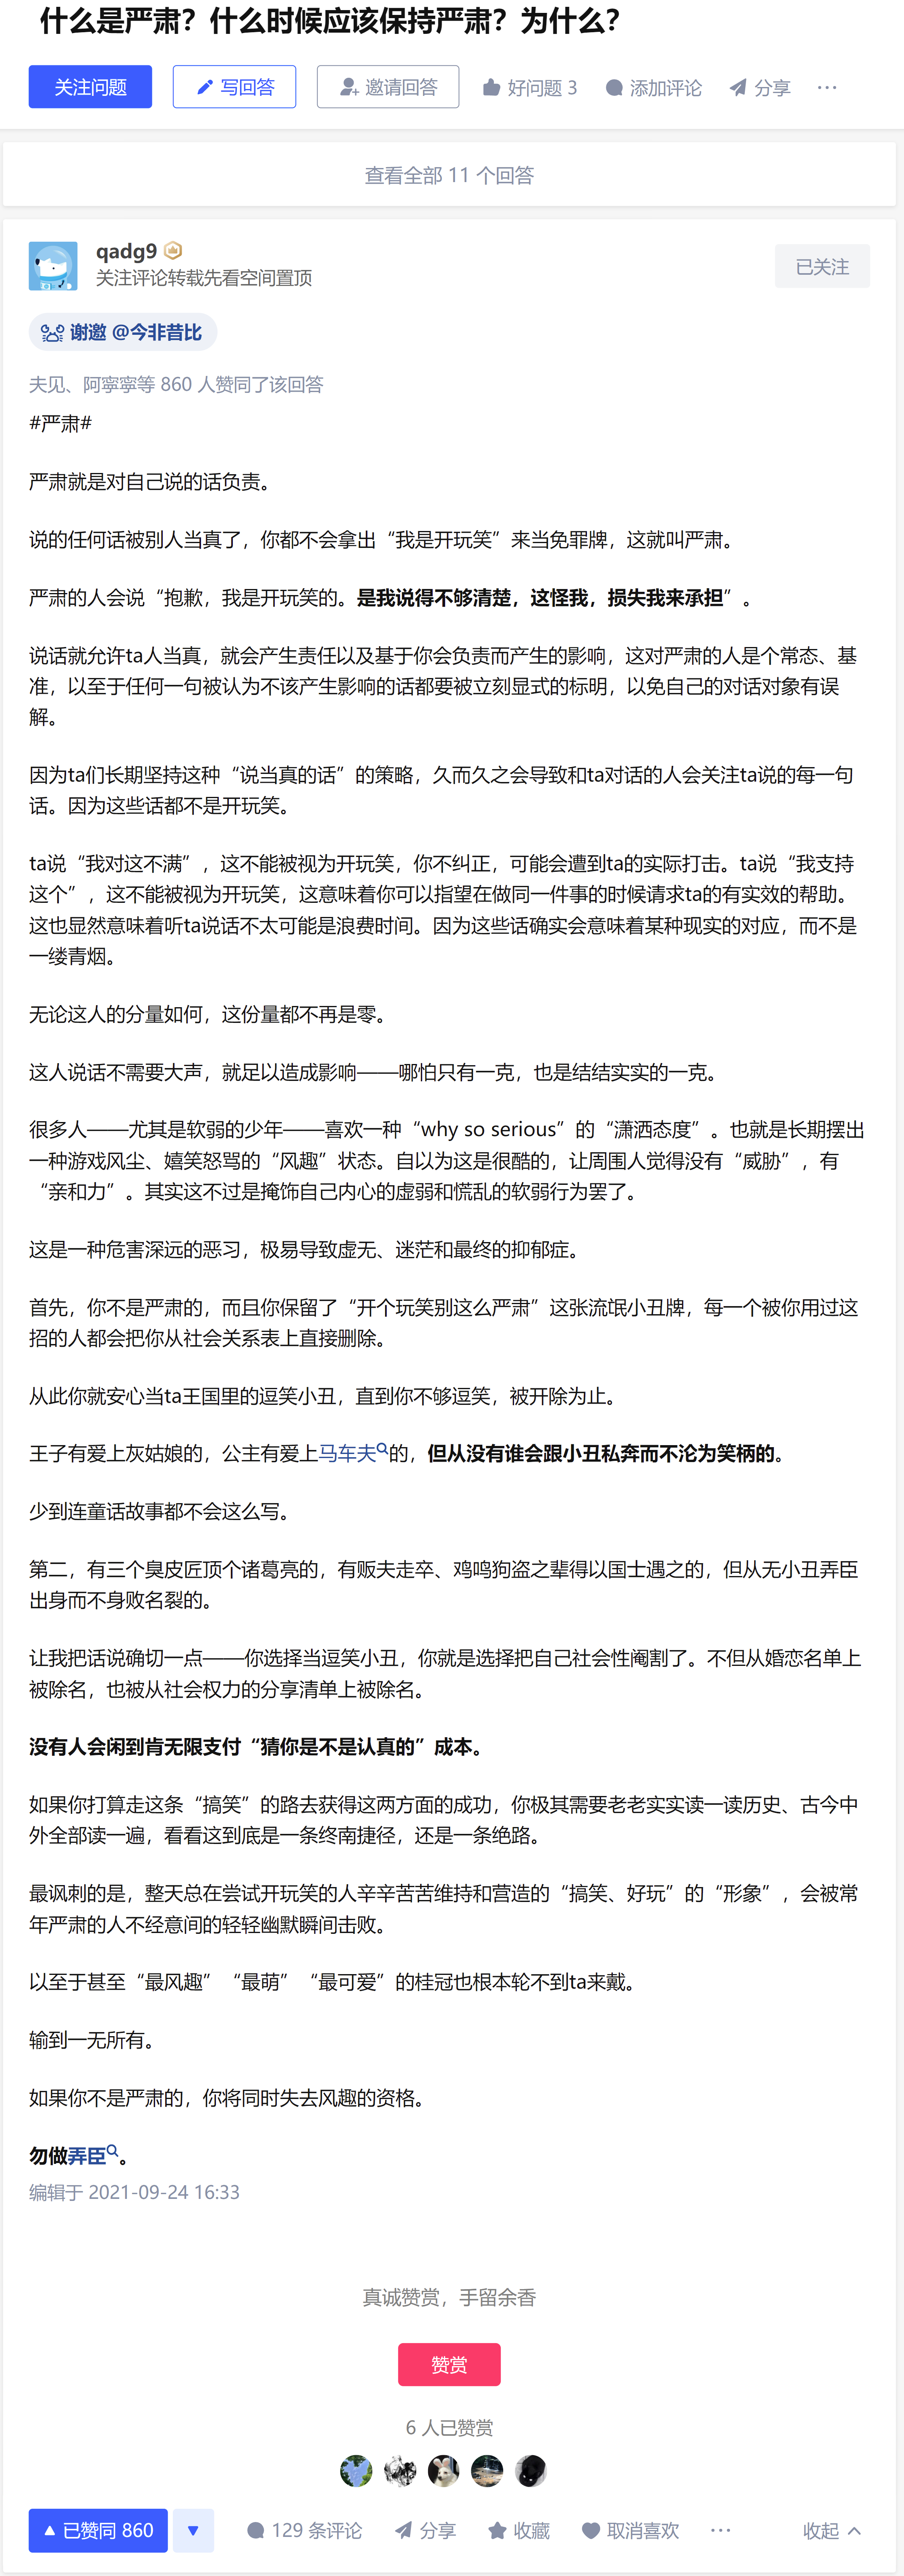 什么是严肃？什么时候应该保持严肃？为什么？
关注问题 写回答 邀请回答 好问题 3 添加评论 分享 ···
查看全部 11 个回答
qadg9
关注评论转载先看空间置顶
已关注
谢邀 @今非昔比
夫见、阿寧寧等 860 人赞同了该回答
#严肃#
严肃就是对自己说的话负责。
说的任何话被别人当真了，你都不会拿出“我是开玩笑”来当免罪牌，这就叫严肃。
严肃的人会说“抱歉，我是开玩笑的。是我说得不够清楚，这怪我，损失我来承担”。
说话就允许ta人当真，就会产生责任以及基于你会负责而产生的影响，这对严肃的人是个常态、基
准，以至于任何一句被认为不该产生影响的话都要被立刻显式的标明，以免自己的对话对象有误
解。
因为ta们长期坚持这种“说当真的话”的策略，久而久之会导致和ta对话的人会关注ta说的每一句
话。因为这些话都不是开玩笑。
ta说“我对这不满”，这不能被视为开玩笑，你不纠正，可能会遭到ta的实际打击。ta说“我支持
这个”，这不能被视为开玩笑，这意味着你可以指望在做同一件事的时候请求ta的有实效的帮助。
这也显然意味着听ta说话不太可能是浪费时间。因为这些话确实会意味着某种现实的对应，而不是
一缕青烟。
无论这人的分量如何，这份量都不再是零。
这人说话不需要大声，就足以造成影响——哪怕只有一克，也是结结实实的一克。
很多人——尤其是软弱的少年——喜欢一种“why so serious”的“潇洒态度”。也就是长期摆出
一种游戏风尘、嬉笑怒骂的“风趣”状态。自以为这是很酷的，让周围人觉得没有“威胁”，有
“亲和力”。其实这不过是掩饰自己内心的虚弱和慌乱的软弱行为罢了。
这是一种危害深远的恶习，极易导致虚无、迷茫和最终的抑郁症。
首先，你不是严肃的，而且你保留了“开个玩笑别这么严肃”这张流氓小丑牌，每一个被你用过这
招的人都会把你从社会关系表上直接删除。
从此你就安心当ta王国里的逗笑小丑，直到你不够逗笑，被开除为止。
王子有爱上灰姑娘的，公主有爱上马车夫的，但从没有谁会跟小丑私奔而不沦为笑柄的。
少到连童话故事都不会这么写。
第二，有三个臭皮匠顶个诸葛亮的，有贩夫走卒、鸡鸣狗盗之辈得以国士遇之的，但从无小丑弄臣
出身而不身败名裂的。
让我把话说确切一点——你选择当逗笑小丑，你就是选择把自己社会性阉割了。不但从婚恋名单上
被除名，也被从社会权力的分享清单上被除名。
没有人会闲到肯无限支付“猜你是不是认真的”成本。
如果你打算走这条“搞笑”的路去获得这两方面的成功，你极其需要老老实实读一读历史、古今中
外全部读一遍，看看这到底是一条终南捷径，还是一条绝路。
最讽刺的是，整天总在尝试开玩笑的人辛辛苦苦维持和营造的“搞笑、好玩”的“形象”，会被常
年严肃的人不经意间的轻轻幽默瞬间击败。
以至于甚至“最风趣”“最萌”“最可爱”的桂冠也根本轮不到ta来戴。
输到一无所有。
如果你不是严肃的，你将同时失去风趣的资格。
勿做弄臣。
编辑于 2021-09-24 16:33
真诚赞赏，手留余香
赞赏
6 人已赞赏
已赞同 860 129 条评论 分享 收藏 取消喜欢 ··· 收起